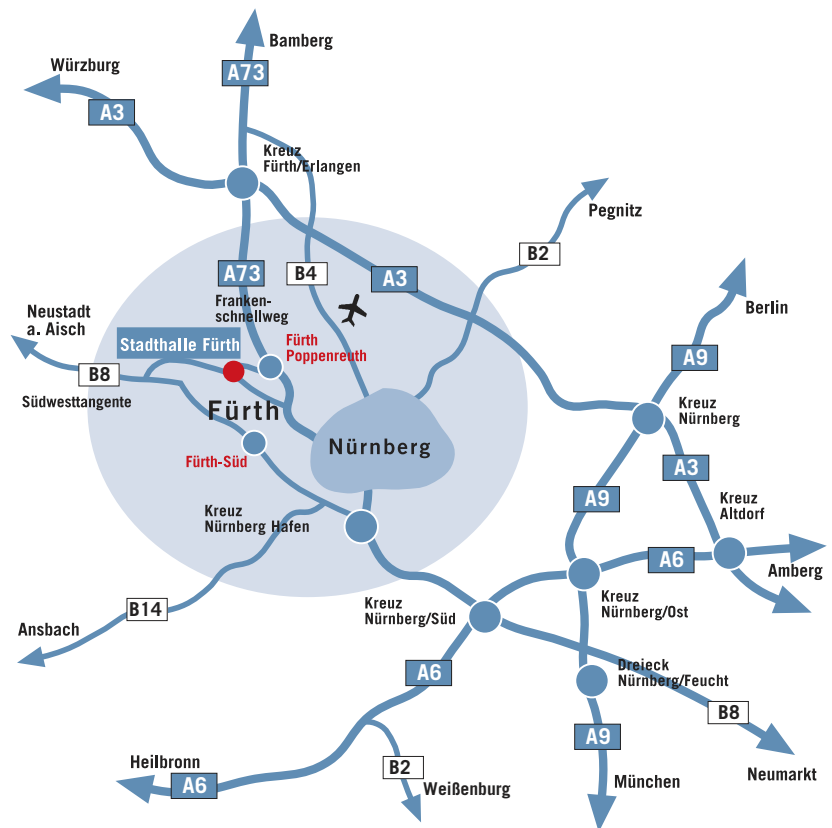 Bamberg
Würzburg
A73
A3
Kreuz
Fürth/Erlangen
Pegnitz
B2
A73
B4
A3
Franken-
schnellweg
Neustadt
a. Aisch
Berlin
Stadthalle Fürth
Fürth
Poppenreuth
A9
B8
Südwesttangente
Fürth
Kreuz
Nürnberg
Nürnberg
Fürth-Süd
A3
A9
Kreuz
Altdorf
Kreuz
Nürnberg Hafen
A6
Amberg
B14
Ansbach
Kreuz
Nürnberg/Süd
Kreuz
Nürnberg/Ost
A6
Dreieck
Nürnberg/Feucht
B8
A9
Heilbronn
A6
B2
Weißenburg
München
Neumarkt